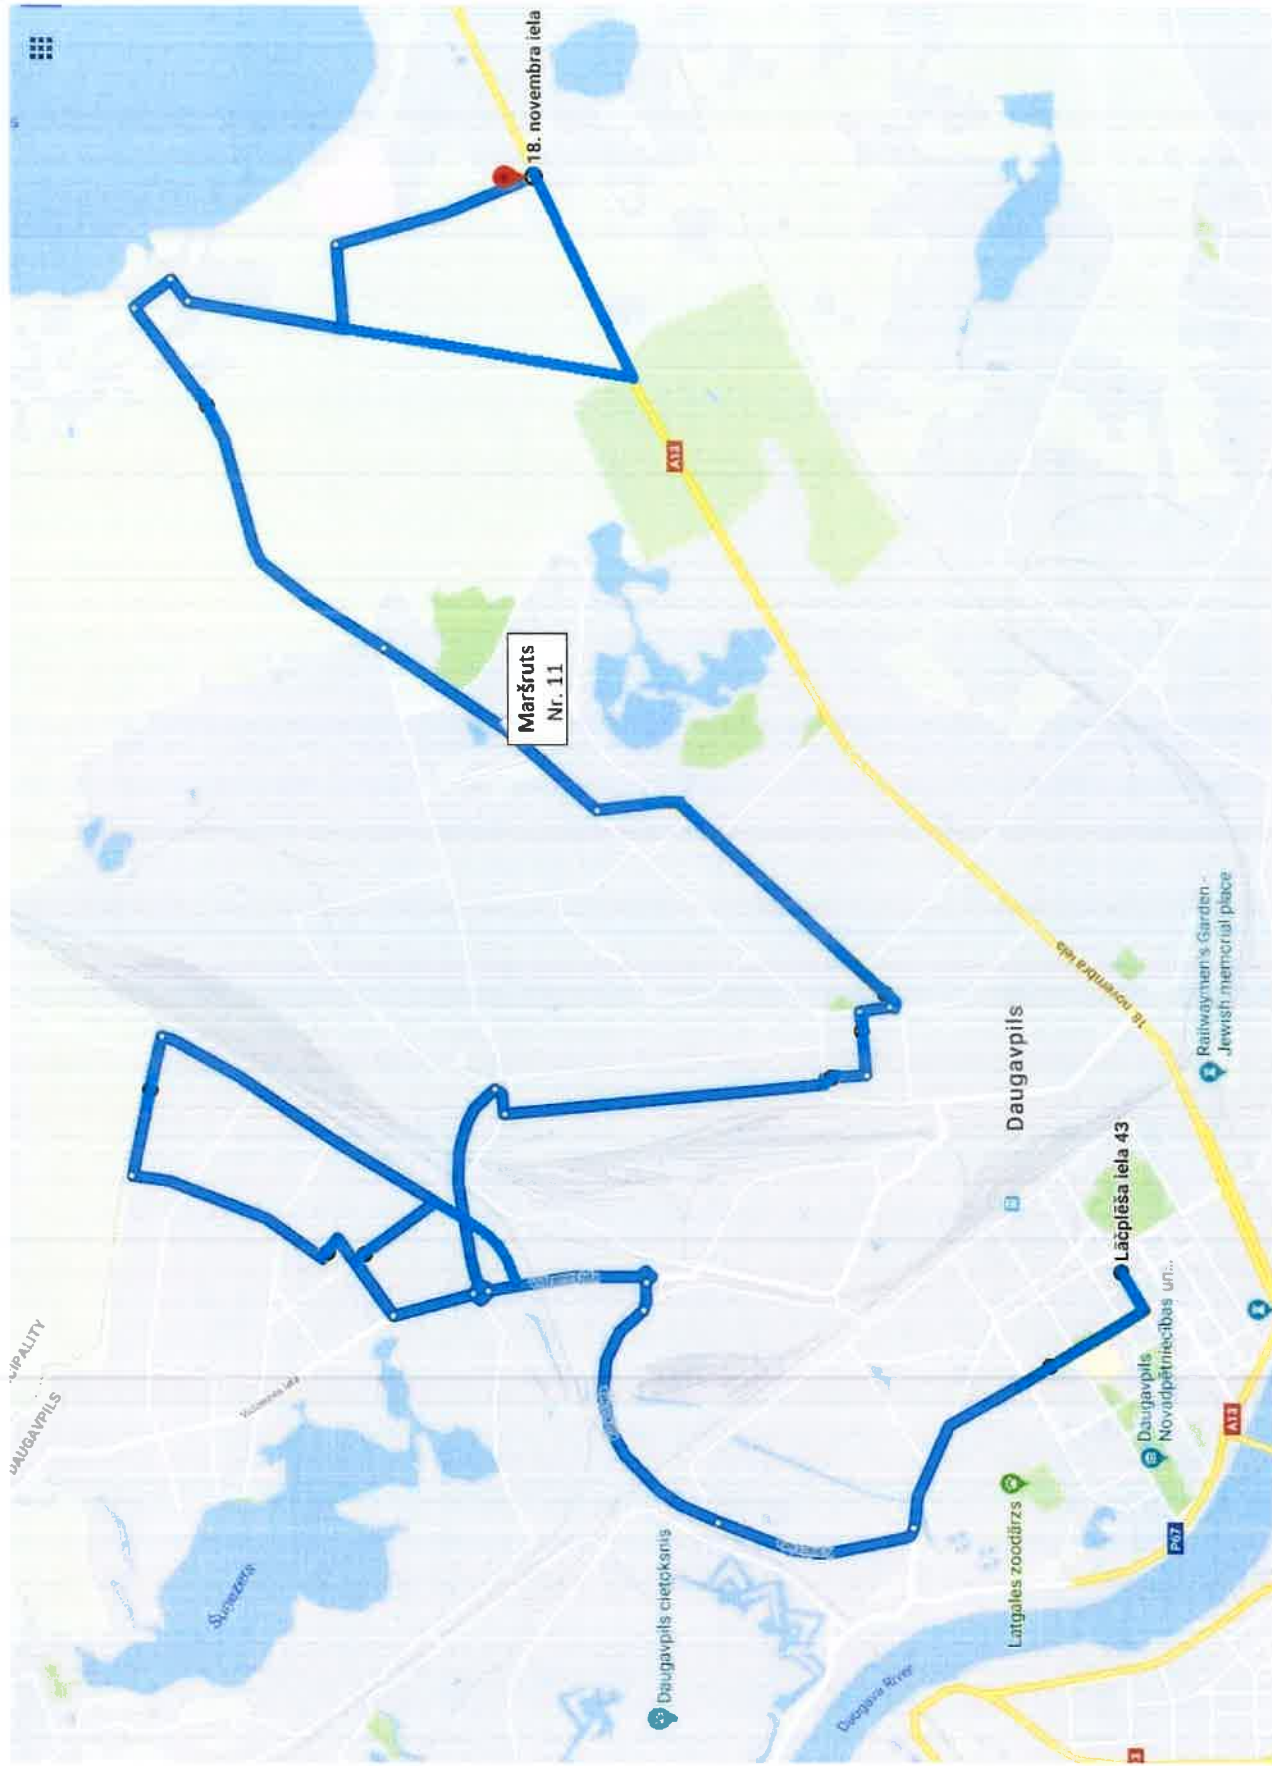 18. novembra iela
A13
Maršruts
Nr. 11
18. novembra iela
Railwaymen's Garden -
Jewish memorial place
Daugavpils
Lāčplēša iela 43
Daugavpils
Novadpētniecības un...
A13
P67
Latgales zoodārzs
Daugavpils cietoksnis
Daugava River
Šuņezers
DAUGAVPILS